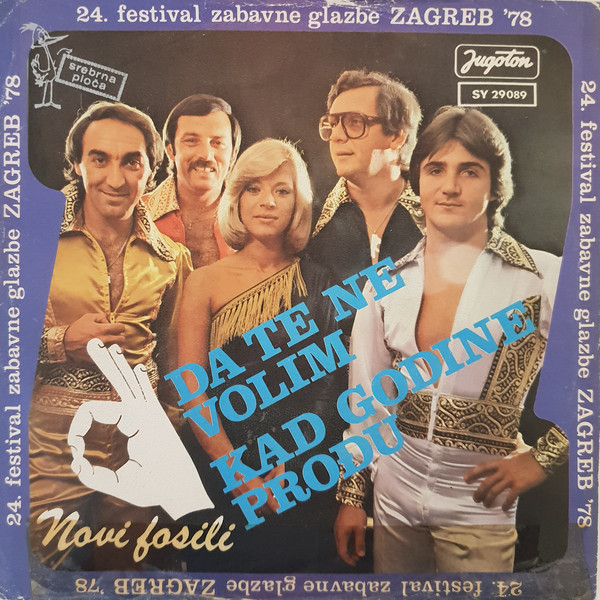 24. festival zabavne glazbe ZAGREB '78
srebrna
ploča
Jugoton
SY 29089
24. festival zabavne glazbe ZAGREB '78
24. festival zabavne glazbe ZAGREB '78
DA TE NE
VOLIM
KAD GODINE
PROĐU
Novi fosili
24. festival zabavne glazbe ZAGREB '78